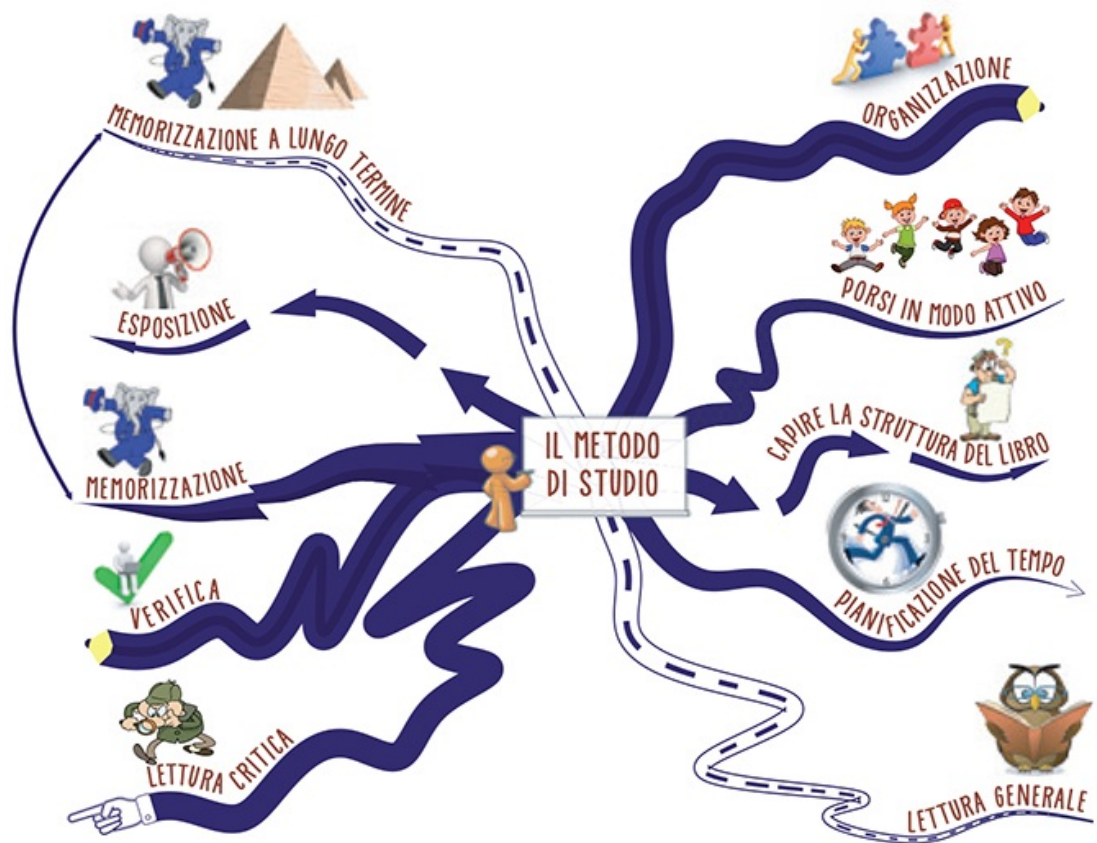 IL METODO
DI STUDIO
ORGANIZZAZIONE
PORSI IN MODO ATTIVO
CAPIRE LA STRUTTURA DEL LIBRO
PIANIFICAZIONE DEL TEMPO
LETTURA GENERALE
LETTURA CRITICA
VERIFICA
MEMORIZZAZIONE
ESPOSIZIONE
MEMORIZZAZIONE A LUNGO TERMINE
?